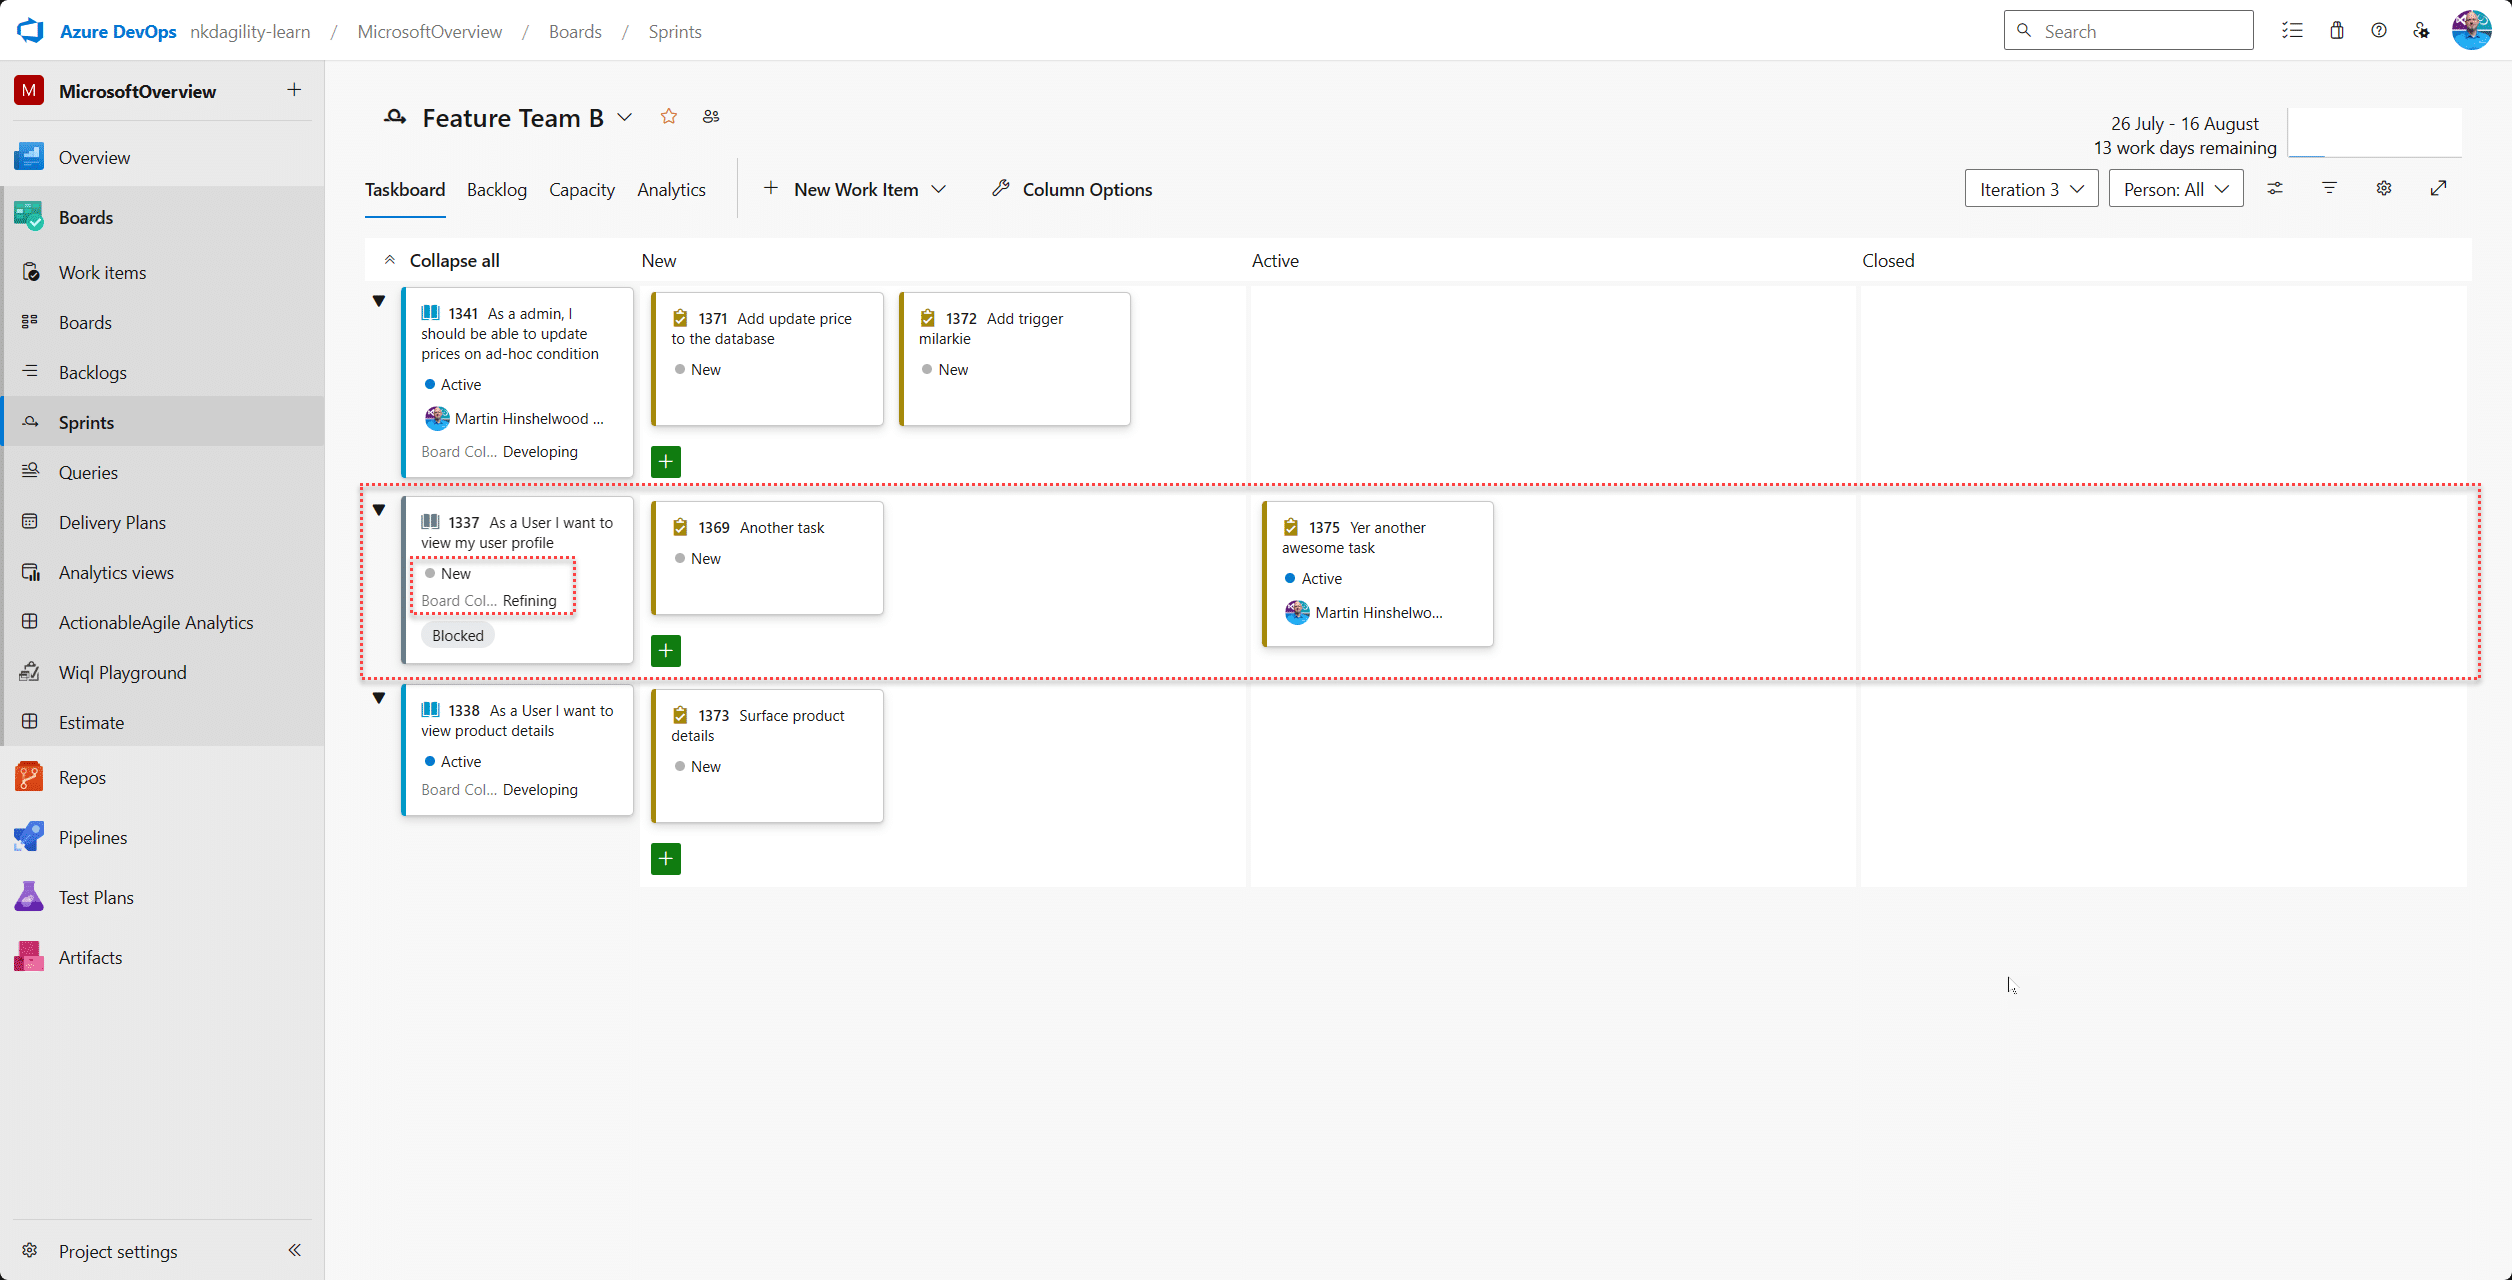 Azure DevOps nkdagility-learn / MicrosoftOverview / Boards / Sprints
Search
M MicrosoftOverview
Overview
Boards
Work items
Boards
Backlogs
Sprints
Queries
Delivery Plans
Analytics views
ActionableAgile Analytics
Wiql Playground
Estimate
Repos
Pipelines
Test Plans
Artifacts
Project settings
Feature Team B
26 July - 16 August
13 work days remaining
Taskboard Backlog Capacity Analytics
New Work Item
Column Options
Iteration 3
Person: All
Collapse all New Active Closed
1341 As a admin, I
should be able to update
prices on ad-hoc condition
Active
Martin Hinshelwood ...
Board Col... Developing
1371 Add update price
to the database
New
1372 Add trigger
milarkie
New
1337 As a User I want to
view my user profile
New
Board Col... Refining
Blocked
1369 Another task
New
1375 Yer another
awesome task
Active
Martin Hinshelwo...
1338 As a User I want to
view product details
Active
Board Col... Developing
1373 Surface product
details
New